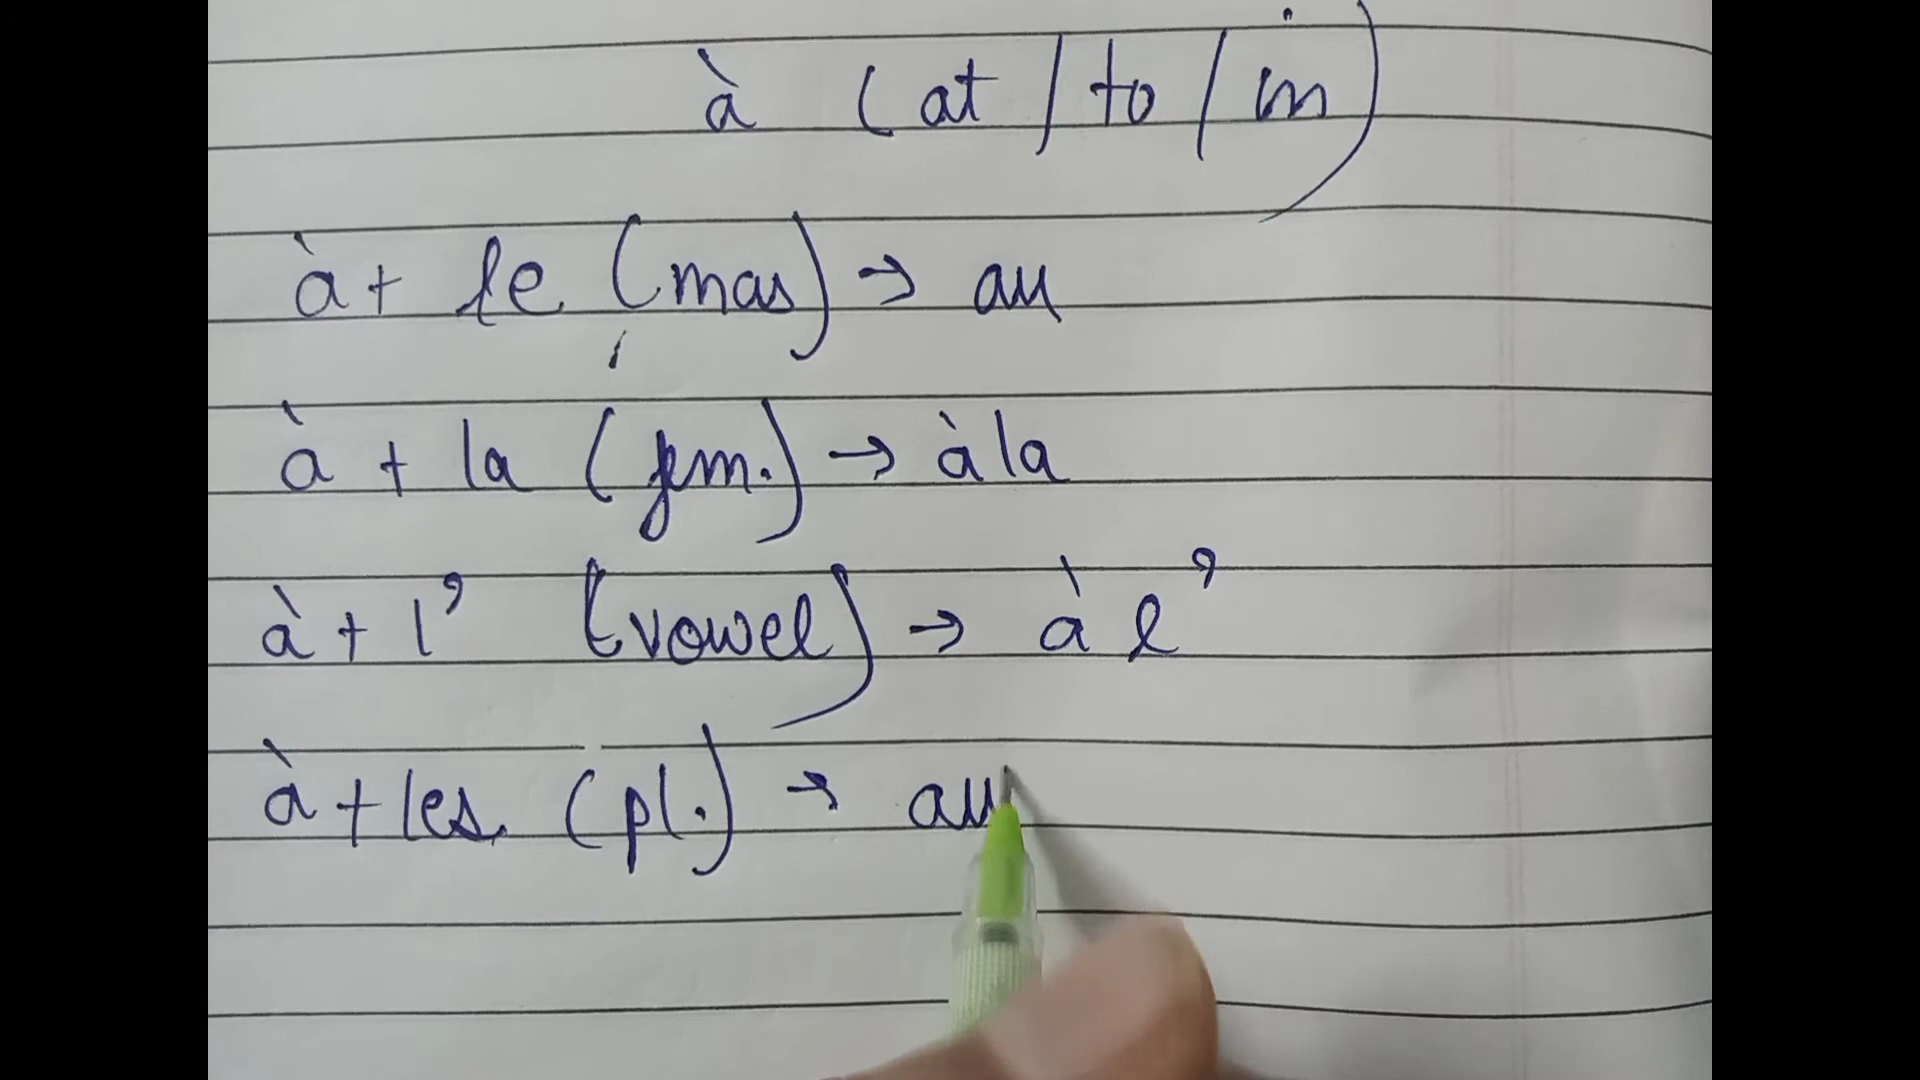 à (at / to / in)
à + le (mas) → au
à + la (fem.) → à la
à + l' (vowel) → à l'
à + les (pl.) → au